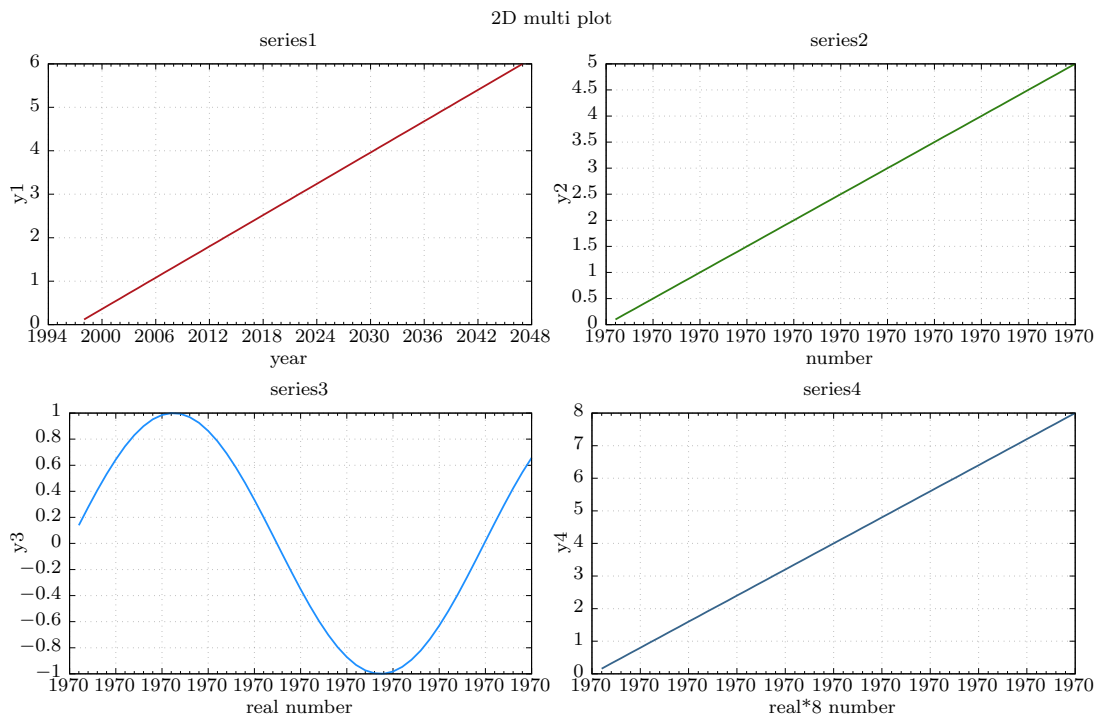 2D multi plot
series1
6
5
4
3
2
1
0
y1
1994 2000 2006 2012 2018 2024 2030 2036 2042 2048
year
series2
5
4.5
4
3.5
3
2.5
2
1.5
1
0.5
0
y2
1970 1970 1970 1970 1970 1970 1970 1970 1970 1970 1970
number
series3
1
0.8
0.6
0.4
0.2
0
−0.2
−0.4
−0.6
−0.8
−1
y3
1970 1970 1970 1970 1970 1970 1970 1970 1970 1970 1970
real number
series4
8
7
6
5
4
3
2
1
0
y4
1970 1970 1970 1970 1970 1970 1970 1970 1970 1970 1970
real*8 number